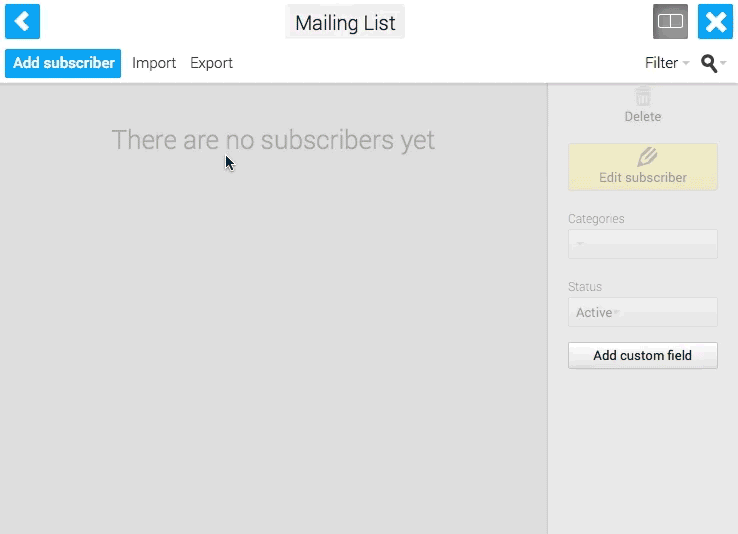 Mailing List
Add subscriber Import Export Filter
There are no subscribers yet
Delete
Edit subscriber
Categories
Status
Active
Add custom field